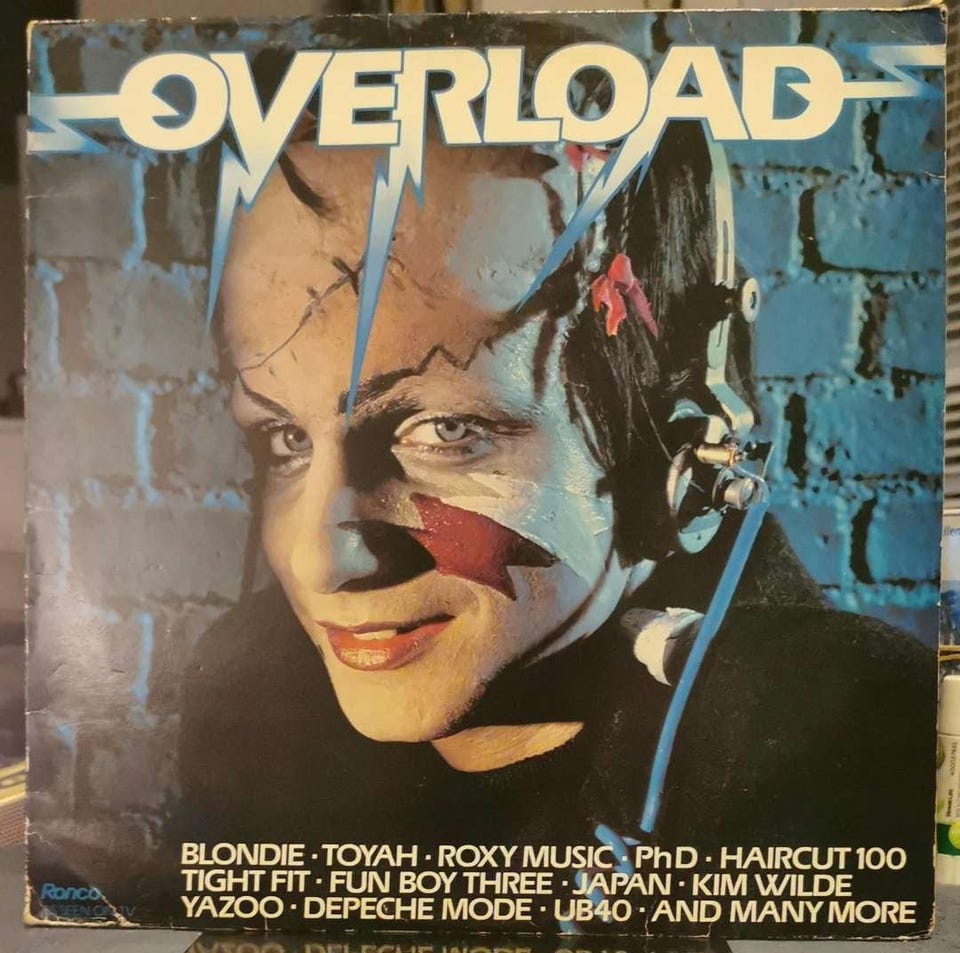 OVERLOAD
BLONDIE · TOYAH · ROXY MUSIC · PhD · HAIRCUT 100
TIGHT FIT · FUN BOY THREE · JAPAN · KIM WILDE
YAZOO · DEPECHE MODE · UB40 · AND MANY MORE
Ronco